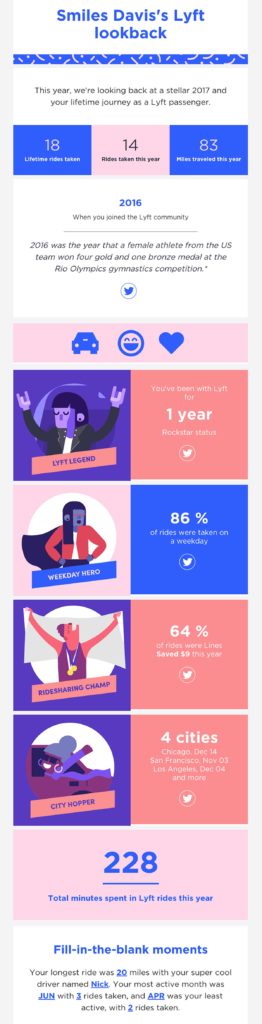 Smiles Davis's Lyft
lookback
This year, we're looking back at a stellar 2017 and
your lifetime journey as a Lyft passenger.
18
Lifetime rides taken
14
Rides taken this year
83
Miles traveled this year
2016
When you joined the Lyft community
2016 was the year that a female athlete from the US
team won four gold and one bronze medal at the
Rio Olympics gymnastics competition.*
LYFT LEGEND
You've been with Lyft
for
1 year
Rockstar status
WEEKDAY HERO
86 %
of rides were taken on
a weekday
RIDESHARING CHAMP
64 %
of rides were Lines
Saved $9 this year
CITY HOPPER
4 cities
Chicago, Dec 14
San Francisco, Nov 03
Los Angeles, Dec 04
and more
228
Total minutes spent in Lyft rides this year
Fill-in-the-blank moments
Your longest ride was 20 miles with your super cool
driver named Nick. Your most active month was
JUN with 3 rides taken, and APR was your least
active, with 2 rides taken.